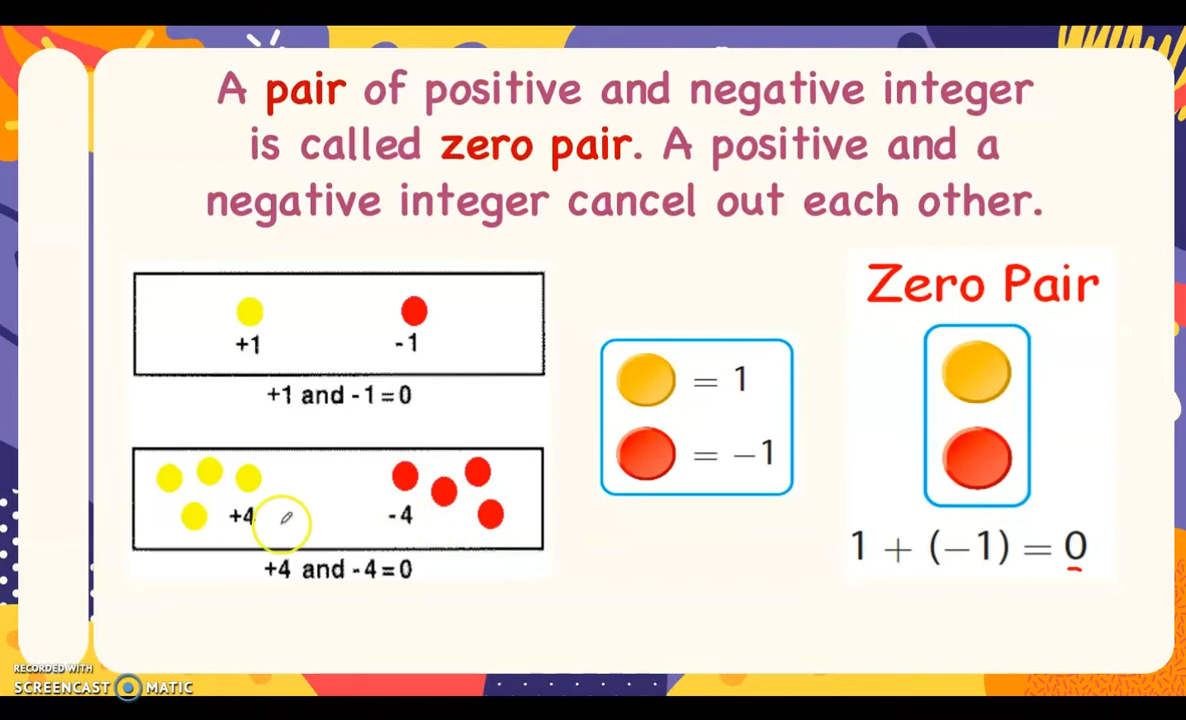 A pair of positive and negative integer
is called zero pair. A positive and a
negative integer cancel out each other.
+1 -1
+1 and -1=0
+4 -4
+4 and -4=0
= 1
= −1
Zero Pair
1 + (−1) = 0
RECORDED WITH
SCREENCAST MATIC